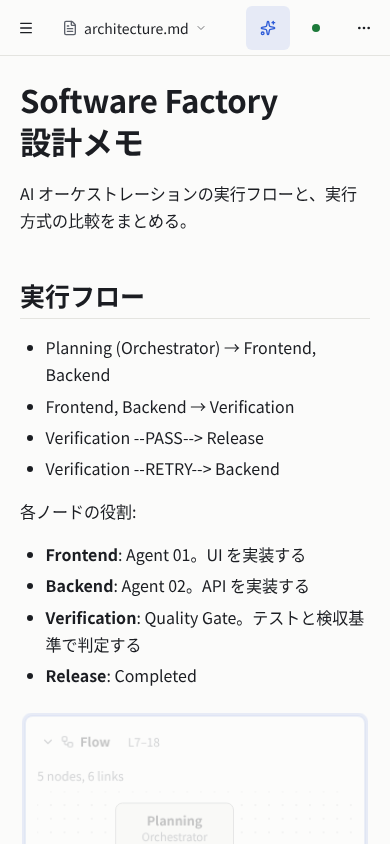 architecture.md
Software Factory
設計メモ
AI オーケストレーションの実行フローと、実行
方式の比較をまとめる。
実行フロー
• Planning (Orchestrator) → Frontend,
Backend
• Frontend, Backend → Verification
• Verification --PASS--> Release
• Verification --RETRY--> Backend
各ノードの役割:
• Frontend: Agent 01。UI を実装する
• Backend: Agent 02。API を実装する
• Verification: Quality Gate。テストと検収基
準で判定する
• Release: Completed
Flow L7–18
5 nodes, 6 links
Planning
Orchestrator